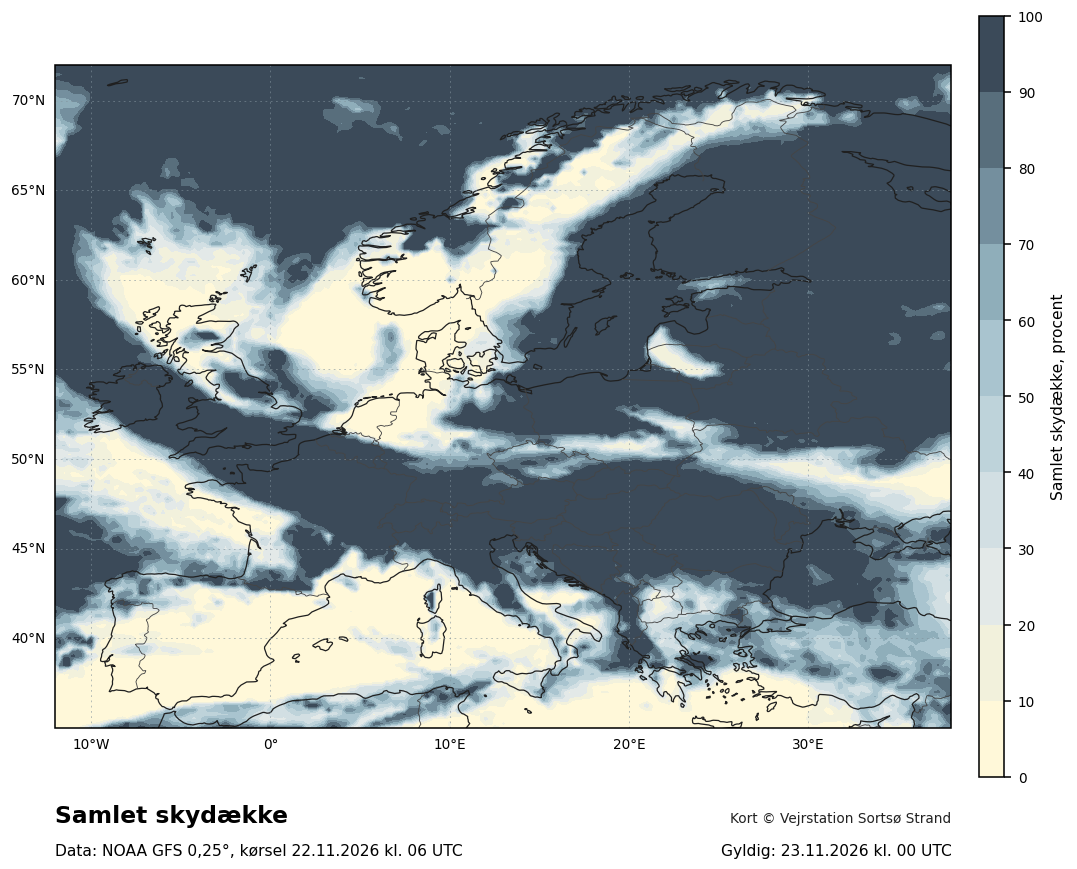 100
90
80
70
60
50
40
30
20
10
0
Samlet skydække, procent
70°N
65°N
60°N
55°N
50°N
45°N
40°N
10°W
0°
10°E
20°E
30°E
Samlet skydække
Kort © Vejrstation Sortsø Strand
Data: NOAA GFS 0,25°, kørsel 22.11.2026 kl. 06 UTC
Gyldig: 23.11.2026 kl. 00 UTC